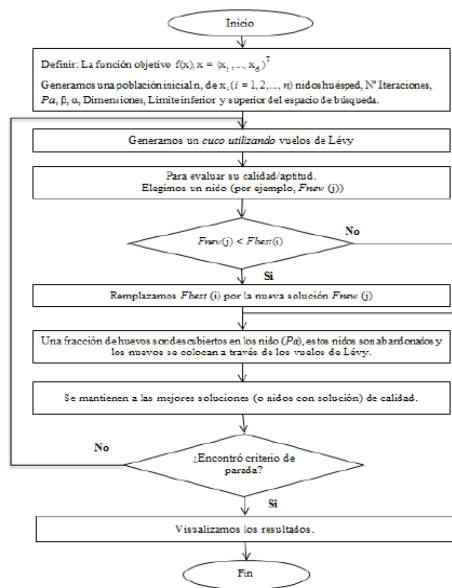 Inicio
Definir: La función objetivo f(x), x = (x₁, ..., x_d)ᵀ
Generamos una población inicial n, de xᵢ (i = 1, 2, ..., n) nidos huésped, Nº Iteraciones,
Pa, β, α, Dimensiones, Limite inferior y superior del espacio de búsqueda.
Generamos un cuco utilizando vuelos de Lévy
Para evaluar su calidad/aptitud.
Elegimos un nido (por ejemplo, Fnew (j))
Fnew(j) < Fbest(i)
No
Si
Remplazamos Fbest (i) por la nueva solución Fnew (j)
Una fracción de huevos son descubiertos en los nido (Pa), estos nidos son abandonados y
los nuevos se colocan a través de los vuelos de Lévy.
Se mantienen a las mejores soluciones (o nidos con solución) de calidad.
No
¿Encontró criterio de
parada?
Si
Visualizamos los resultados.
Fin